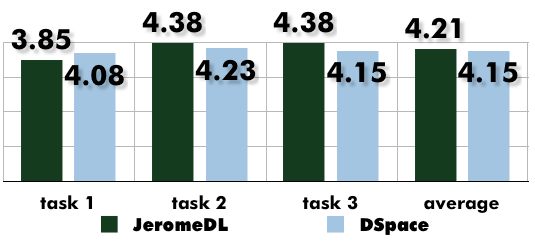 3.85 4.38 4.38 4.21
4.08 4.23 4.15 4.15
task 1 task 2 task 3 average
JeromeDL DSpace